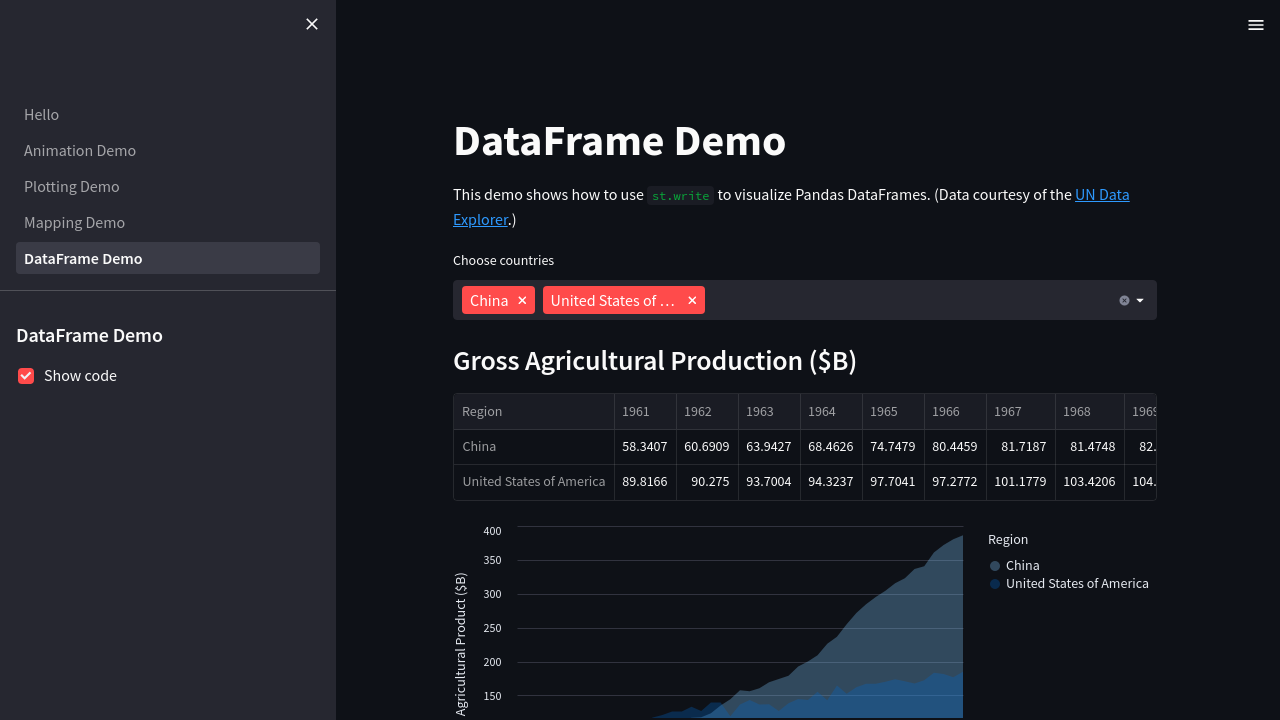 Hello
Animation Demo
Plotting Demo
Mapping Demo
DataFrame Demo
DataFrame Demo
Show code
DataFrame Demo
This demo shows how to use st.write to visualize Pandas DataFrames. (Data courtesy of the UN Data
Explorer.)
Choose countries
China United States of …
Gross Agricultural Production ($B)
Region 1961 1962 1963 1964 1965 1966 1967 1968 1969
China 58.3407 60.6909 63.9427 68.4626 74.7479 80.4459 81.7187 81.4748 82.
United States of America 89.8166 90.275 93.7004 94.3237 97.7041 97.2772 101.1779 103.4206 104.
400
350
300
250
200
150
Agricultural Product ($B)
Region
China
United States of America